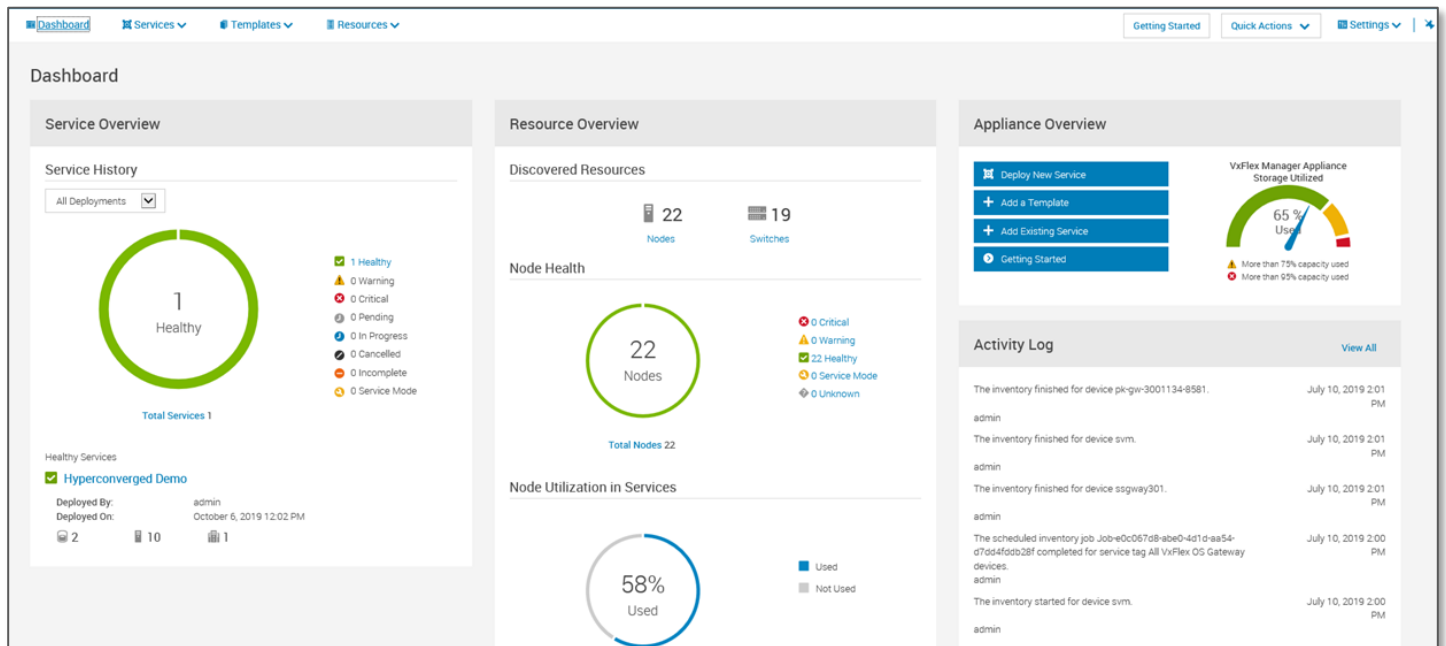 Dashboard Services Templates Resources Getting Started Quick Actions Settings
Dashboard
Service Overview
Service History
All Deployments
1
Healthy
1 Healthy
0 Warning
0 Critical
0 Pending
0 In Progress
0 Cancelled
0 Incomplete
0 Service Mode
Total Services 1
Healthy Services
Hyperconverged Demo
Deployed By: admin
Deployed On: October 6, 2019 12:02 PM
2 10 1
Resource Overview
Discovered Resources
22 19
Nodes Switches
Node Health
22
Nodes
0 Critical
0 Warning
22 Healthy
0 Service Mode
0 Unknown
Total Nodes 22
Node Utilization in Services
58%
Used
Used
Not Used
Appliance Overview
Deploy New Service
Add a Template
Add Existing Service
Getting Started
VxFlex Manager Appliance
Storage Utilized
65 %
Used
More than 75% capacity used
More than 95% capacity used
Activity Log View All
The inventory finished for device pk-gw-3001134-8581. July 10, 2019 2:01
PM
admin
The inventory finished for device svm. July 10, 2019 2:01
PM
admin
The inventory finished for device ssgway301. July 10, 2019 2:01
PM
admin
The scheduled inventory job Job-e0c067d8-abe0-4d1d-aa54- July 10, 2019 2:00
d7dd4fddb28f completed for service tag All VxFlex OS Gateway PM
devices.
admin
The inventory started for device svm. July 10, 2019 2:00
PM
admin